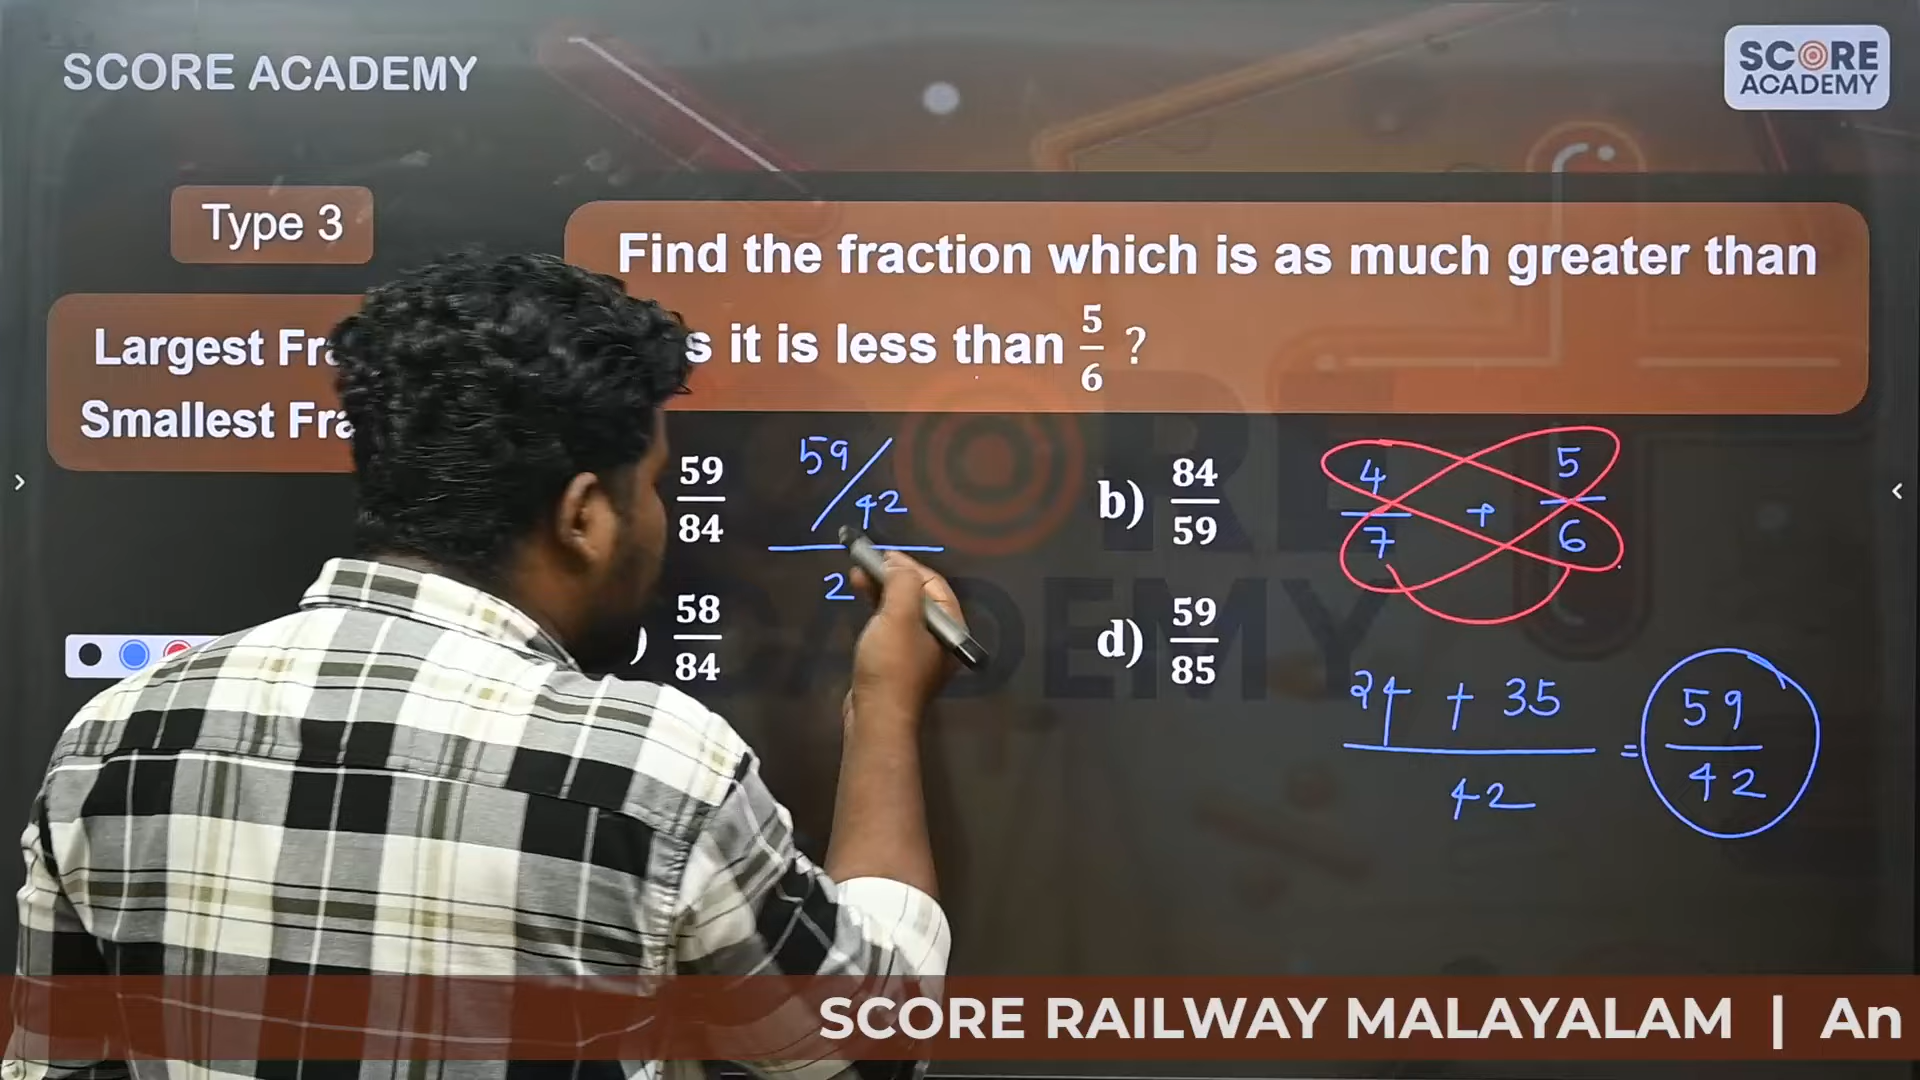 SCORE ACADEMY
SCORE
ACADEMY
Type 3
Find the fraction which is as much greater than
s it is less than 5/6 ?
Largest Fra
Smallest Fra
59/84
59/42
2
b) 84/59
4/7 + 5/6
) 58/84
d) 59/85
24 + 35
42
= 59/42
SCORE RAILWAY MALAYALAM | An